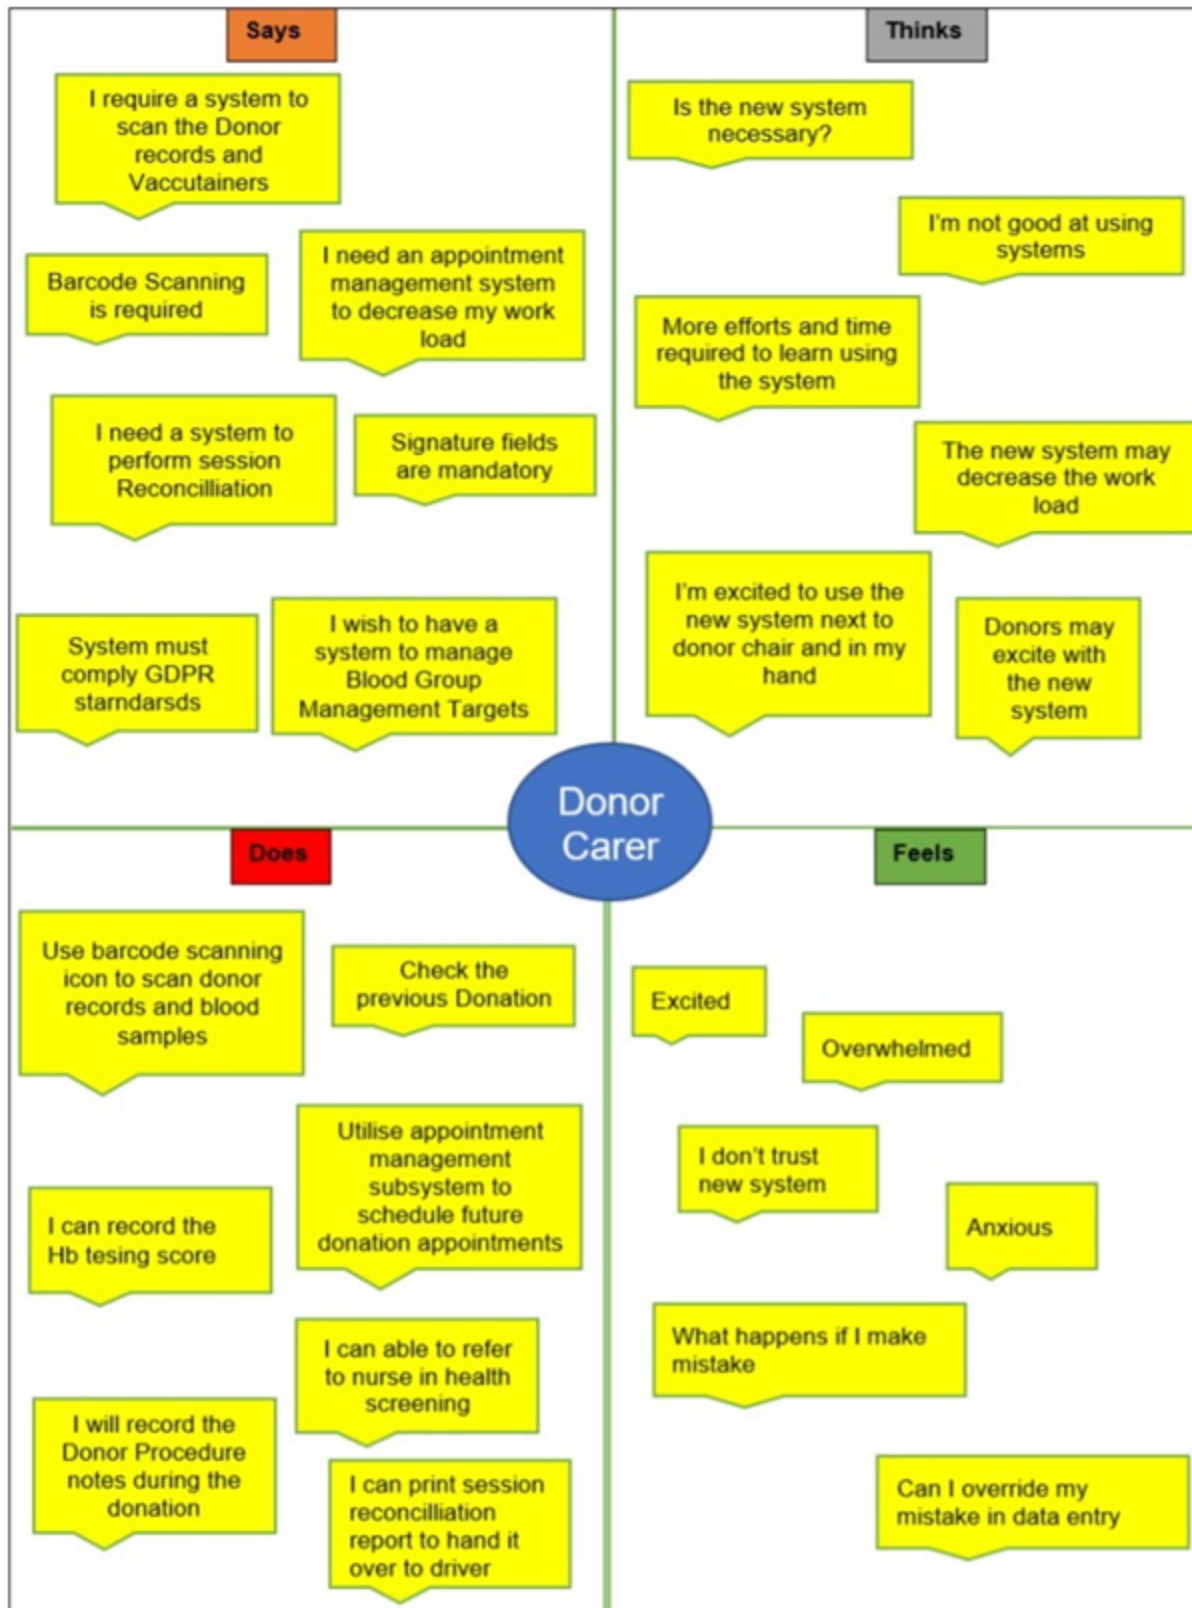 Says
I require a system to
scan the Donor
records and
Vaccutainers
Barcode Scanning
is required
I need an appointment
management system
to decrease my work
load
I need a system to
perform session
Reconcilliation
Signature fields
are mandatory
System must
comply GDPR
starndarsds
I wish to have a
system to manage
Blood Group
Management Targets
Thinks
Is the new system
necessary?
I'm not good at using
systems
More efforts and time
required to learn using
the system
The new system may
decrease the work
load
I'm excited to use the
new system next to
donor chair and in my
hand
Donors may
excite with
the new
system
Donor
Carer
Does
Use barcode scanning
icon to scan donor
records and blood
samples
Check the
previous Donation
I can record the
Hb tesing score
Utilise appointment
management
subsystem to
schedule future
donation appointments
I can able to refer
to nurse in health
screening
I will record the
Donor Procedure
notes during the
donation
I can print session
reconcilliation
report to hand it
over to driver
Feels
Excited
Overwhelmed
I don't trust
new system
Anxious
What happens if I make
mistake
Can I override my
mistake in data entry